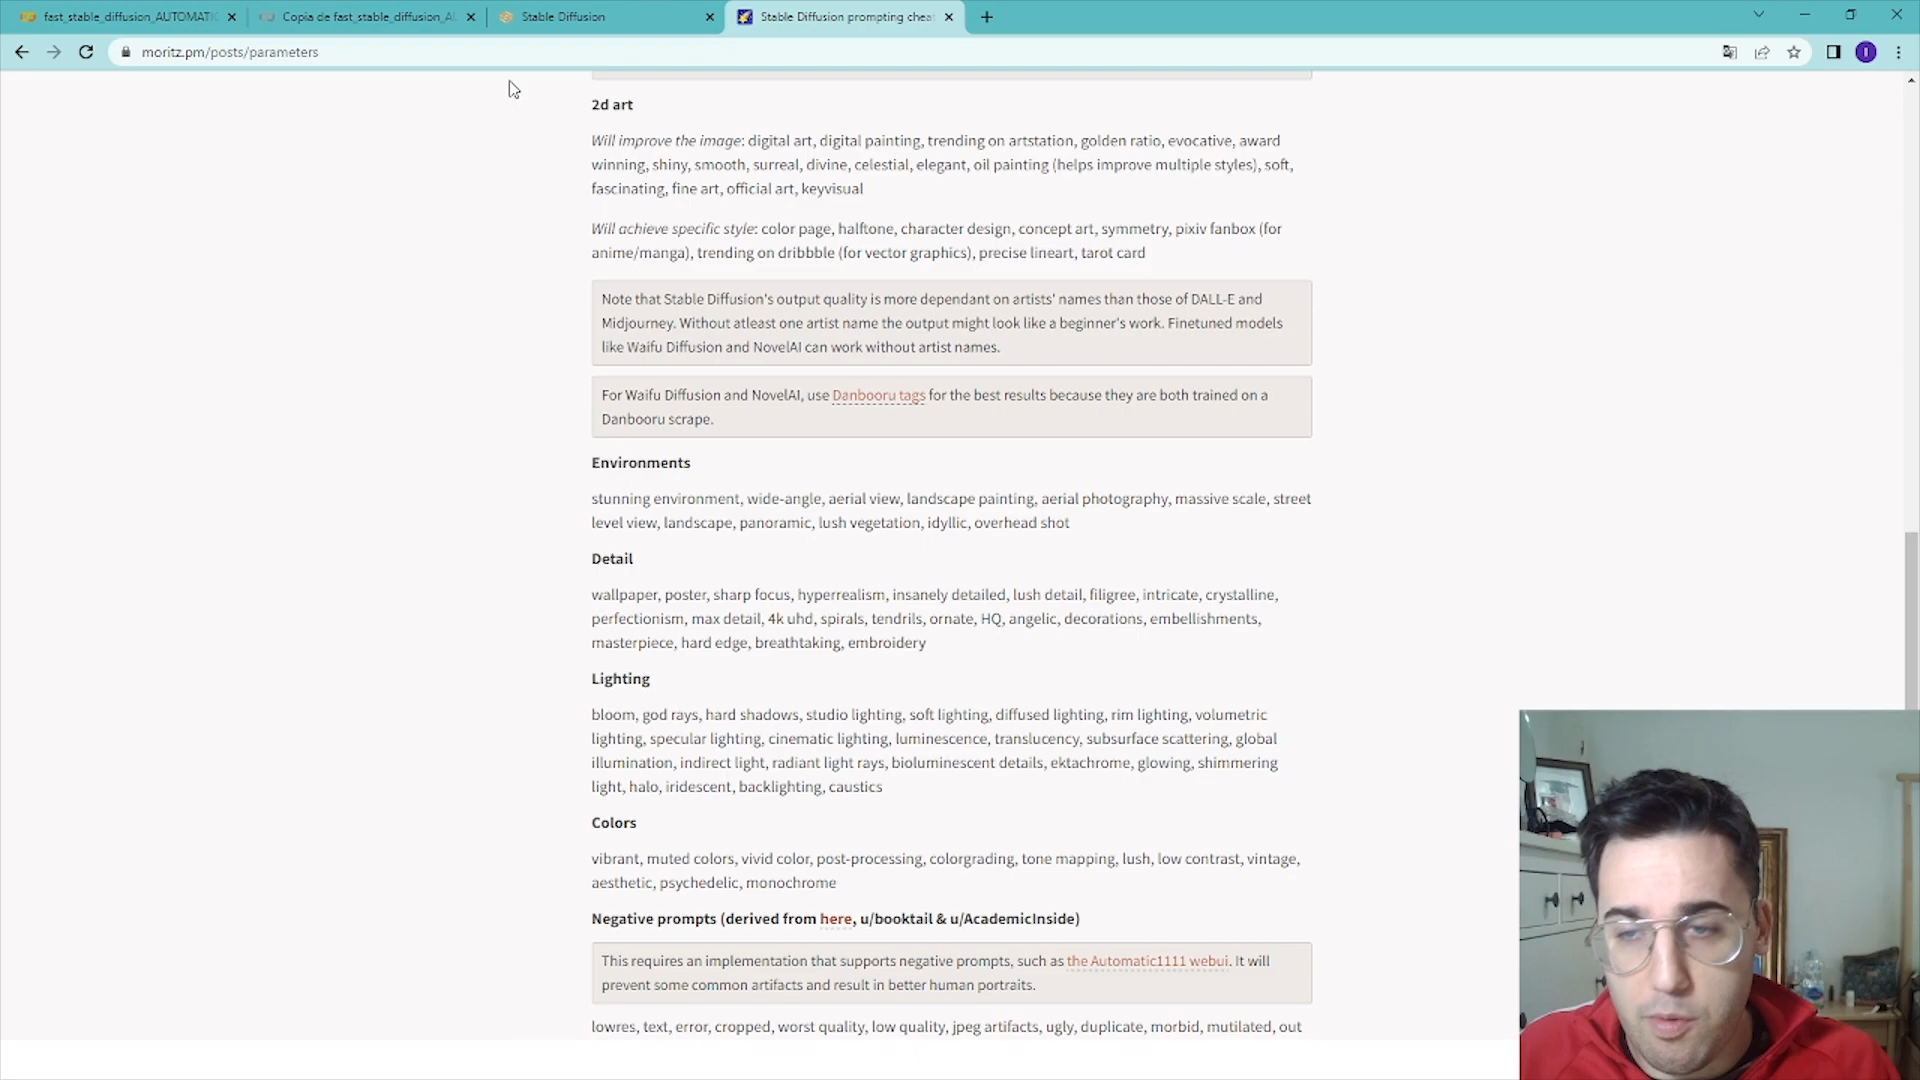 fast_stable_diffusion_AUTOMATI
Copia de fast_stable_diffusion_AU
Stable Diffusion
Stable Diffusion prompting cheat
moritz.pm/posts/parameters
I
2d art
Will improve the image: digital art, digital painting, trending on artstation, golden ratio, evocative, award
winning, shiny, smooth, surreal, divine, celestial, elegant, oil painting (helps improve multiple styles), soft,
fascinating, fine art, official art, keyvisual
Will achieve specific style: color page, halftone, character design, concept art, symmetry, pixiv fanbox (for
anime/manga), trending on dribbble (for vector graphics), precise lineart, tarot card
Note that Stable Diffusion's output quality is more dependant on artists' names than those of DALL-E and
Midjourney. Without atleast one artist name the output might look like a beginner's work. Finetuned models
like Waifu Diffusion and NovelAI can work without artist names.
For Waifu Diffusion and NovelAI, use Danbooru tags for the best results because they are both trained on a
Danbooru scrape.
Environments
stunning environment, wide-angle, aerial view, landscape painting, aerial photography, massive scale, street
level view, landscape, panoramic, lush vegetation, idyllic, overhead shot
Detail
wallpaper, poster, sharp focus, hyperrealism, insanely detailed, lush detail, filigree, intricate, crystalline,
perfectionism, max detail, 4k uhd, spirals, tendrils, ornate, HQ, angelic, decorations, embellishments,
masterpiece, hard edge, breathtaking, embroidery
Lighting
bloom, god rays, hard shadows, studio lighting, soft lighting, diffused lighting, rim lighting, volumetric
lighting, specular lighting, cinematic lighting, luminescence, translucency, subsurface scattering, global
illumination, indirect light, radiant light rays, bioluminescent details, ektachrome, glowing, shimmering
light, halo, iridescent, backlighting, caustics
Colors
vibrant, muted colors, vivid color, post-processing, colorgrading, tone mapping, lush, low contrast, vintage,
aesthetic, psychedelic, monochrome
Negative prompts (derived from here, u/booktail & u/AcademicInside)
This requires an implementation that supports negative prompts, such as the Automatic1111 webui. It will
prevent some common artifacts and result in better human portraits.
lowres, text, error, cropped, worst quality, low quality, jpeg artifacts, ugly, duplicate, morbid, mutilated, out